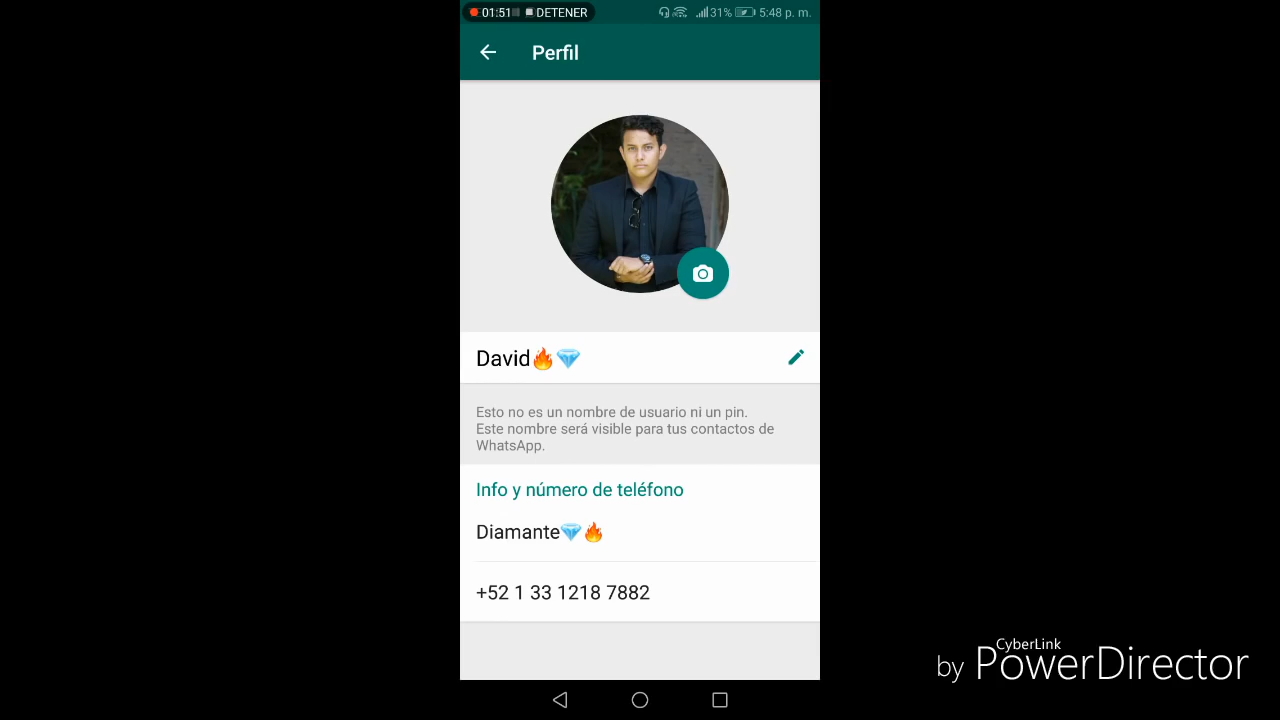 01:51 DETENER 31% 5:48 p. m.
Perfil
David🔥💎
Esto no es un nombre de usuario ni un pin.
Este nombre será visible para tus contactos de
WhatsApp.
Info y número de teléfono
Diamante💎🔥
+52 1 33 1218 7882
CyberLink
by PowerDirector